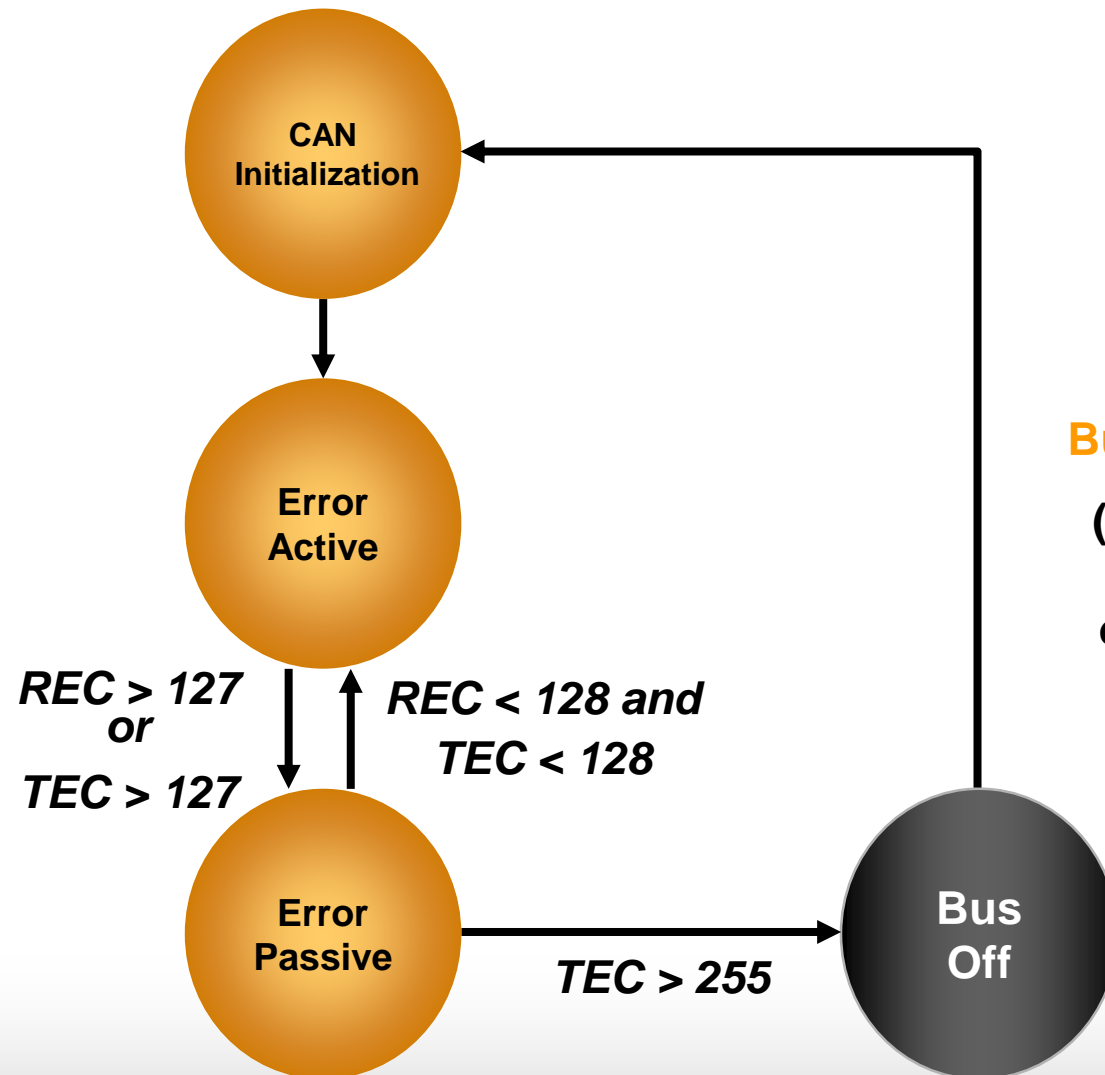 CAN
Initialization
Error
Active
REC > 127
or
TEC > 127
REC < 128 and
TEC < 128
Error
Passive
TEC > 255
Bus
Off